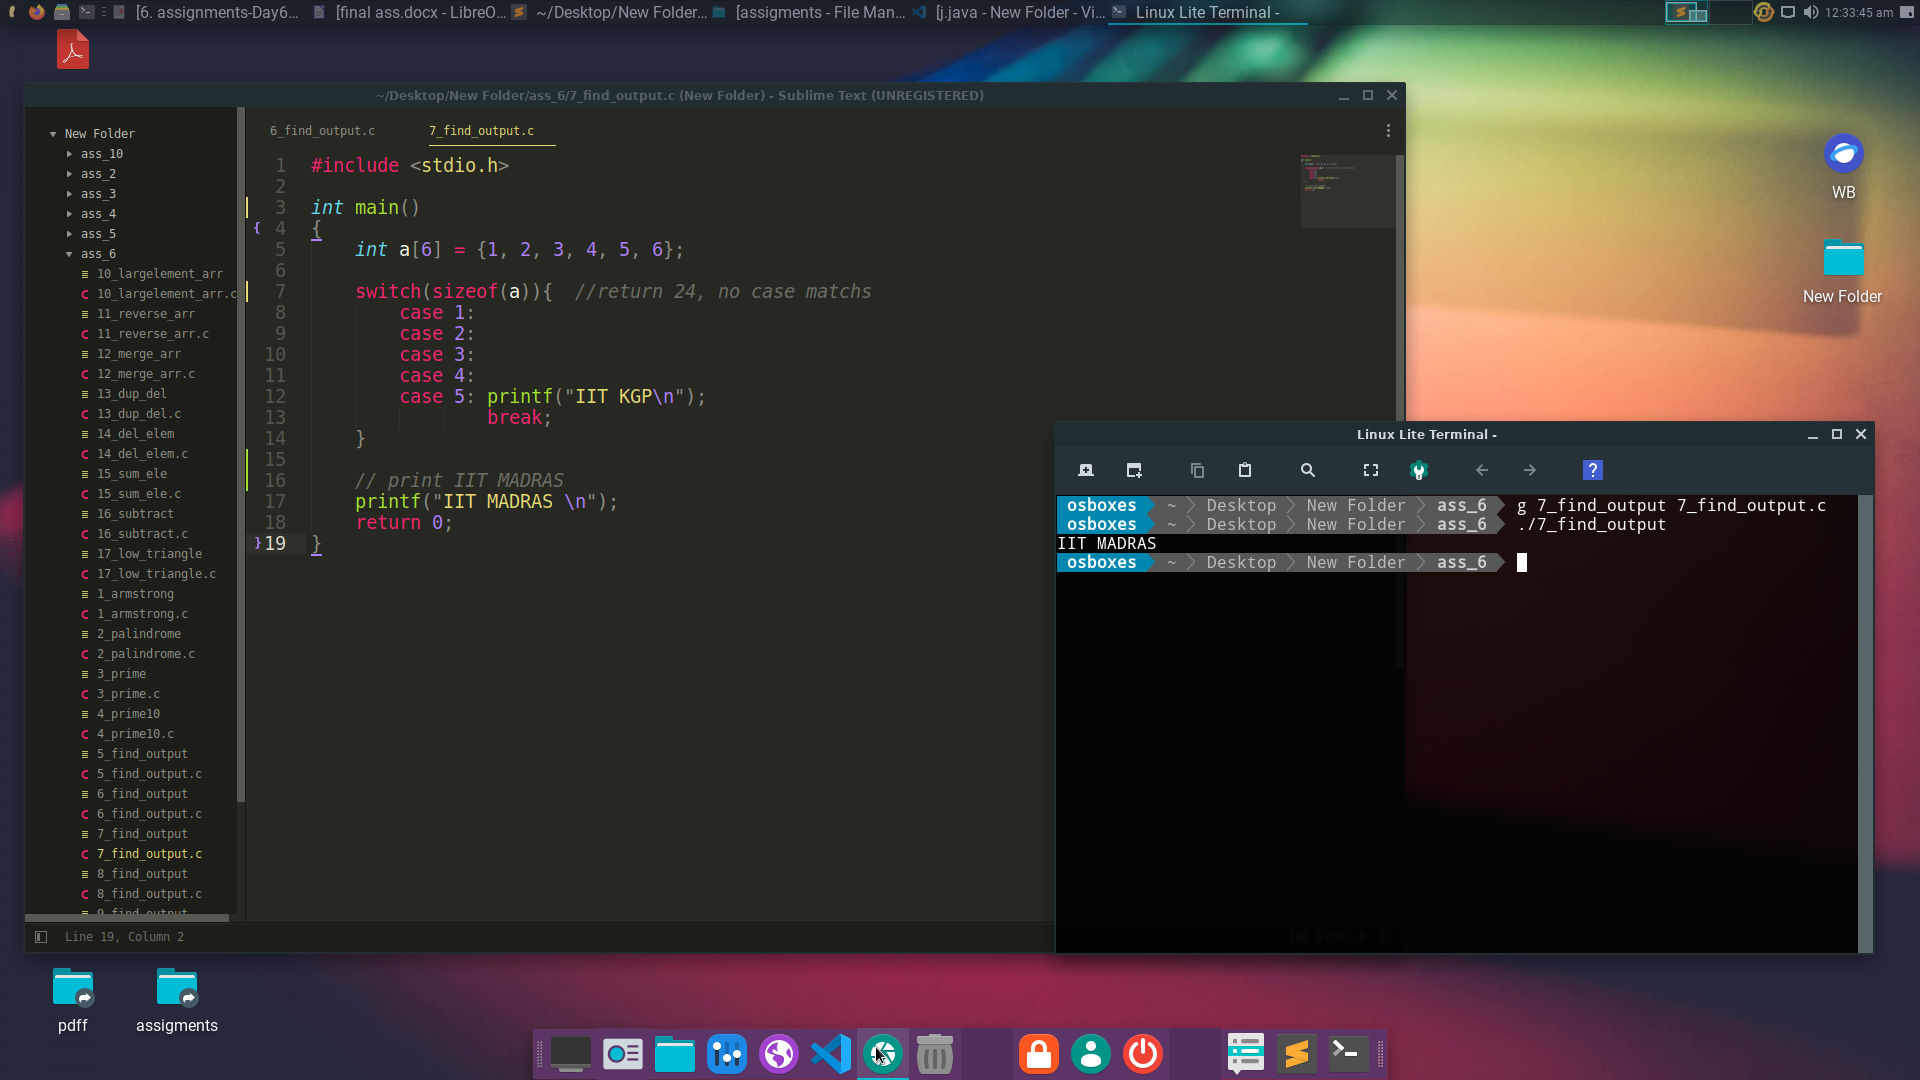 [6. assignments-Day6...
[final ass.docx - LibreO...
~/Desktop/New Folder...
[assigments - File Man...
[j.java - New Folder - Vi...
Linux Lite Terminal -
12:33:45 am
~/Desktop/New Folder/ass_6/7_find_output.c (New Folder) - Sublime Text (UNREGISTERED)
New Folder
ass_10
ass_2
ass_3
ass_4
ass_5
ass_6
10_largelement_arr
10_largelement_arr.c
11_reverse_arr
11_reverse_arr.c
12_merge_arr
12_merge_arr.c
13_dup_del
13_dup_del.c
14_del_elem
14_del_elem.c
15_sum_ele
15_sum_ele.c
16_subtract
16_subtract.c
17_low_triangle
17_low_triangle.c
1_armstrong
1_armstrong.c
2_palindrome
2_palindrome.c
3_prime
3_prime.c
4_prime10
4_prime10.c
5_find_output
5_find_output.c
6_find_output
6_find_output.c
7_find_output
7_find_output.c
8_find_output
8_find_output.c
9_find_output
6_find_output.c
7_find_output.c
1 #include <stdio.h>
2
3 int main()
{ 4 {
5 int a[6] = {1, 2, 3, 4, 5, 6};
6
7 switch(sizeof(a)){  //return 24, no case matchs
8 case 1:
9 case 2:
10 case 3:
11 case 4:
12 case 5: printf("IIT KGP\n");
13 break;
14 }
15
16 // print IIT MADRAS
17 printf("IIT MADRAS \n");
18 return 0;
} 19 }
Line 19, Column 2
Tab Size: 4
C
Linux Lite Terminal -
osboxes ~ Desktop New Folder ass_6 g 7_find_output 7_find_output.c
osboxes ~ Desktop New Folder ass_6 ./7_find_output
IIT MADRAS
osboxes ~ Desktop New Folder ass_6
WB
New Folder
pdff
assigments